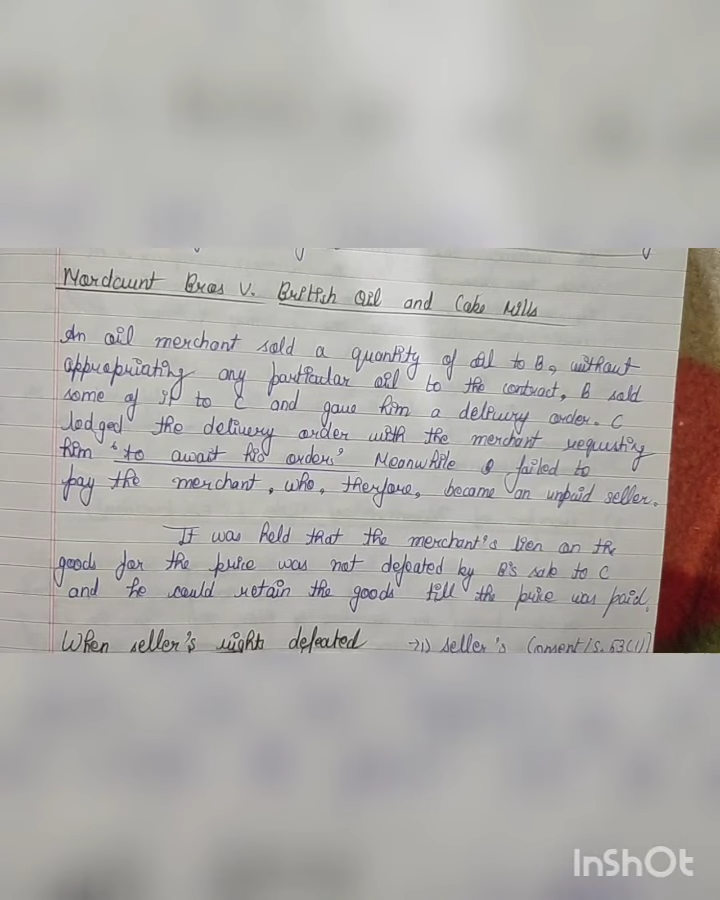 Mordaunt Bros V. British Oil and Cake Mills
An oil merchant sold a quantity of oil to B, without
appropriating any particular oil to the contract, B sold
some of it to C and gave him a delivery order. C
lodged the delivery order with the merchant requesting
him "to await his orders" Meanwhile B failed to
pay the merchant, who, therefore, became an unpaid seller.
It was held that the merchant's lien on the
goods for the price was not defeated by B's sale to C
and he could retain the goods till the price was paid.
When seller's rights defeated →1) seller's Consent/S.53(1)]
InShOt